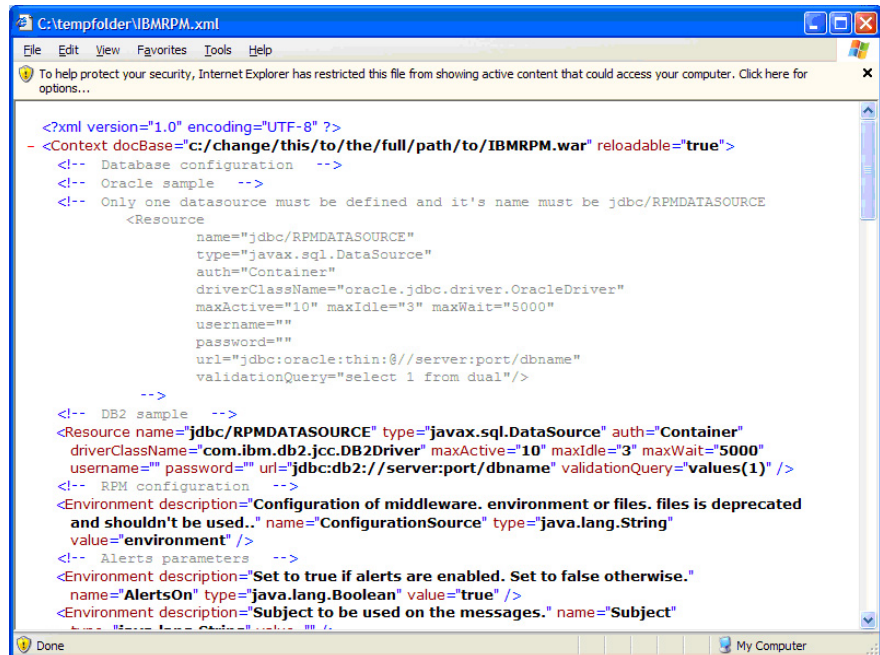 C:\tempfolder\IBMRPM.xml
File Edit View Favorites Tools Help
To help protect your security, Internet Explorer has restricted this file from showing active content that could access your computer. Click here for
options...
<?xml version="1.0" encoding="UTF-8" ?>
- <Context docBase="c:/change/this/to/the/full/path/to/IBMRPM.war" reloadable="true">
<!-- Database configuration -->
<!-- Oracle sample -->
<!-- Only one datasource must be defined and it's name must be jdbc/RPMDATASOURCE
<Resource
name="jdbc/RPMDATASOURCE"
type="javax.sql.DataSource"
auth="Container"
driverClassName="oracle.jdbc.driver.OracleDriver"
maxActive="10" maxIdle="3" maxWait="5000"
username=""
password=""
url="jdbc:oracle:thin:@//server:port/dbname"
validationQuery="select 1 from dual"/>
-->
<!-- DB2 sample -->
<Resource name="jdbc/RPMDATASOURCE" type="javax.sql.DataSource" auth="Container"
driverClassName="com.ibm.db2.jcc.DB2Driver" maxActive="10" maxIdle="3" maxWait="5000"
username="" password="" url="jdbc:db2://server:port/dbname" validationQuery="values(1)" />
<!-- RPM configuration -->
<Environment description="Configuration of middleware. environment or files. files is deprecated
and shouldn't be used.." name="ConfigurationSource" type="java.lang.String"
value="environment" />
<!-- Alerts parameters -->
<Environment description="Set to true if alerts are enabled. Set to false otherwise."
name="AlertsOn" type="java.lang.Boolean" value="true" />
<Environment description="Subject to be used on the messages." name="Subject"
type="java.lang.String" value="" />
Done
My Computer